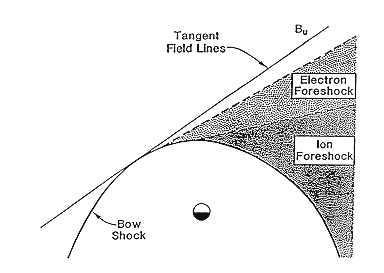 Tangent
Field Lines
Bu
Electron
Foreshock
Ion
Foreshock
Bow
Shock